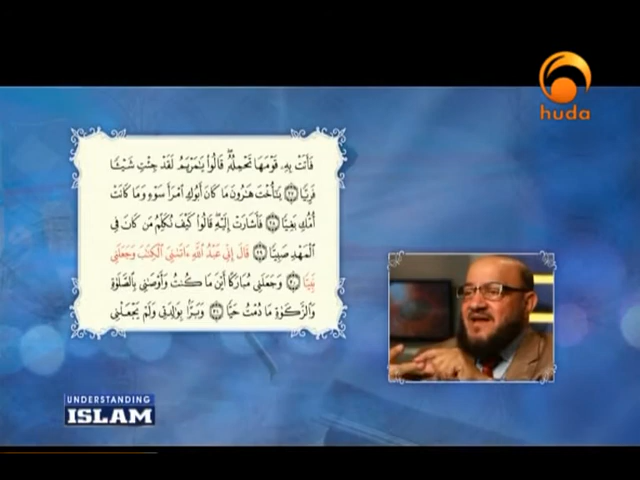 huda
فَأَتَتْ بِهِۦ قَوْمَهَا تَحْمِلُهُۥ ۖ قَالُوا۟ يَـٰمَرْيَمُ لَقَدْ جِئْتِ شَيْـًٔا
فَرِيًّا ﴿٢٧﴾ يَـٰٓأُخْتَ هَـٰرُونَ مَا كَانَ أَبُوكِ ٱمْرَأَ سَوْءٍ وَمَا كَانَتْ
أُمُّكِ بَغِيًّا ﴿٢٨﴾ فَأَشَارَتْ إِلَيْهِ ۖ قَالُوا۟ كَيْفَ نُكَلِّمُ مَن كَانَ فِى
ٱلْمَهْدِ صَبِيًّا ﴿٢٩﴾ قَالَ إِنِّى عَبْدُ ٱللَّهِ ءَاتَىٰنِىَ ٱلْكِتَـٰبَ وَجَعَلَنِى
نَبِيًّا ﴿٣٠﴾ وَجَعَلَنِى مُبَارَكًا أَيْنَ مَا كُنتُ وَأَوْصَـٰنِى بِٱلصَّلَوٰةِ
وَٱلزَّكَوٰةِ مَا دُمْتُ حَيًّا ﴿٣١﴾ وَبَرًّۢا بِوَٰلِدَتِى وَلَمْ يَجْعَلْنِى
UNDERSTANDING
ISLAM